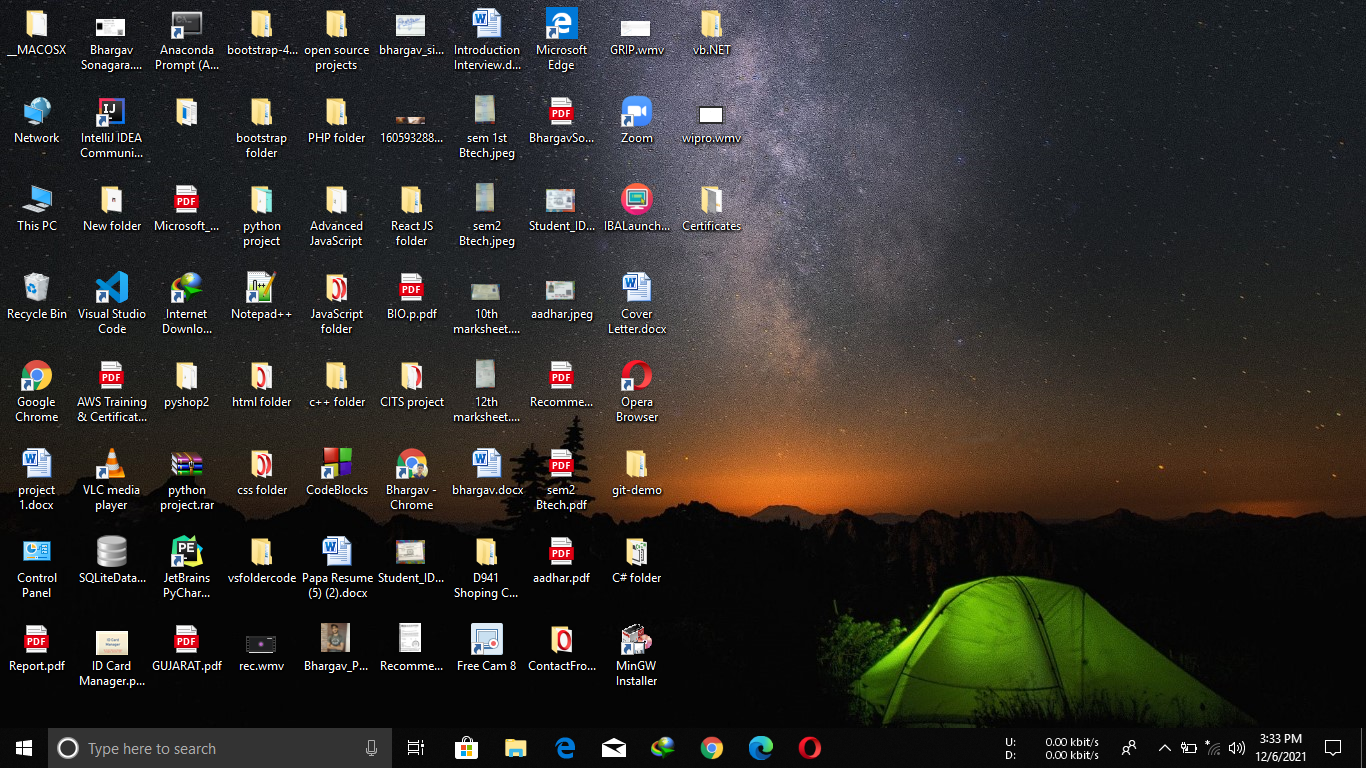 __MACOSX
Bhargav
Sonagara....
Anaconda
Prompt (A...
bootstrap-4...
open source
projects
bhargav_si...
Introduction
Interview.d...
Microsoft
Edge
GRIP.wmv
vb.NET
Network
IntelliJ IDEA
Communi...
bootstrap
folder
PHP folder
160593288...
sem 1st
Btech.jpeg
BhargavSo...
Zoom
wipro.wmv
This PC
New folder
Microsoft_...
python
project
Advanced
JavaScript
React JS
folder
sem2
Btech.jpeg
Student_ID...
IBALaunch...
Certificates
Recycle Bin
Visual Studio
Code
Internet
Downlo...
Notepad++
JavaScript
folder
BIO.p.pdf
10th
marksheet....
aadhar.jpeg
Cover
Letter.docx
Google
Chrome
AWS Training
& Certificat...
pyshop2
html folder
c++ folder
CITS project
12th
marksheet....
Recomme...
Opera
Browser
project
1.docx
VLC media
player
python
project.rar
css folder
CodeBlocks
Bhargav -
Chrome
bhargav.docx
sem2
Btech.pdf
git-demo
Control
Panel
SQLiteData...
JetBrains
PyChar...
vsfoldercode
Papa Resume
(5) (2).docx
Student_ID...
D941
Shoping C...
aadhar.pdf
C# folder
Report.pdf
ID Card
Manager.p...
GUJARAT.pdf
rec.wmv
Bhargav_P...
Recomme...
Free Cam 8
ContactFro...
MinGW
Installer
Type here to search
U: 0.00 kbit/s
D: 0.00 kbit/s
3:33 PM
12/6/2021